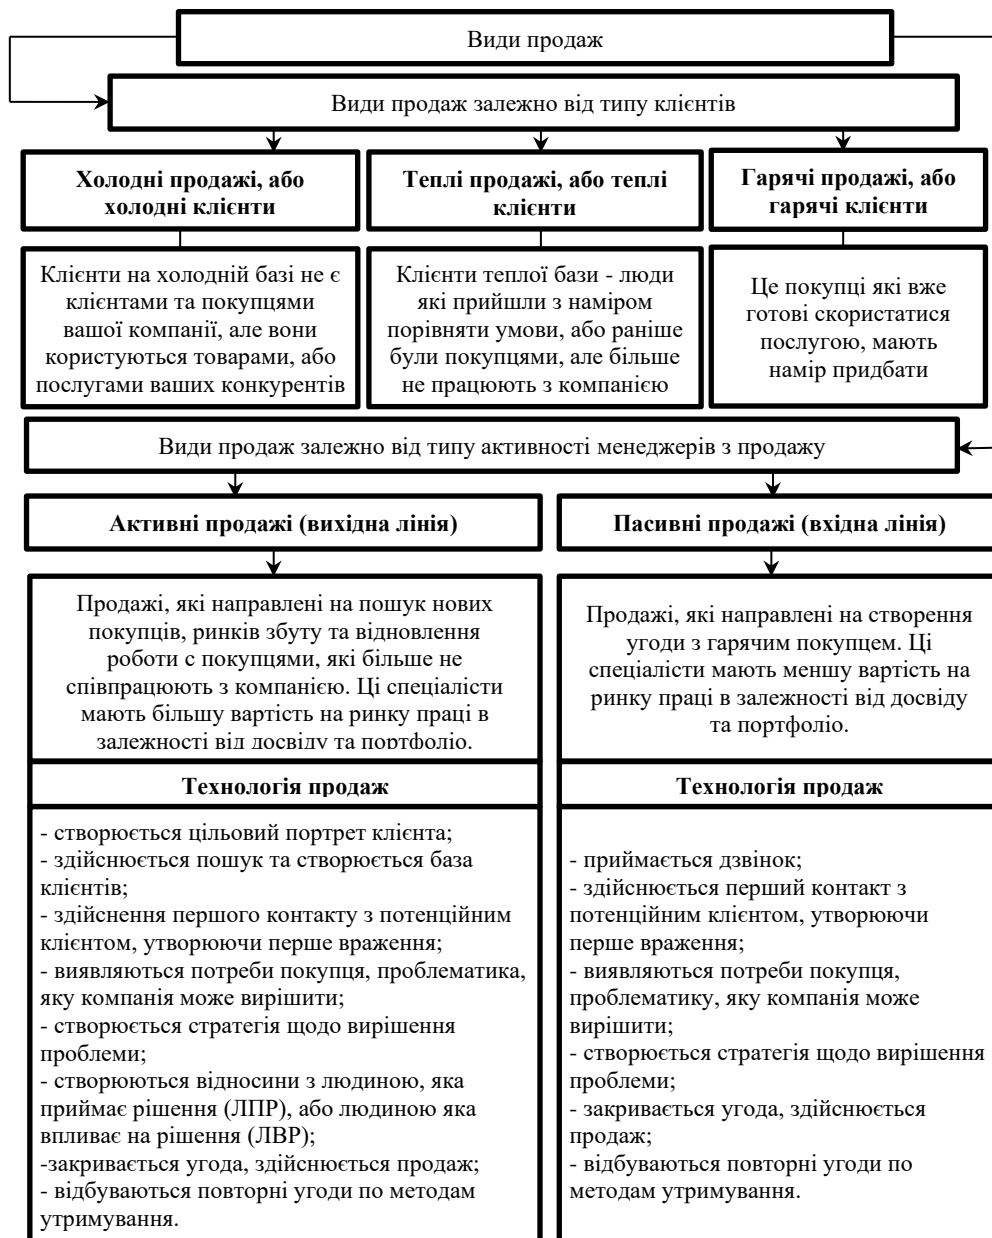 Види продаж
Види продаж залежно від типу клієнтів
Холодні продажі, або
холодні клієнти
Теплі продажі, або теплі
клієнти
Гарячі продажі, або
гарячі клієнти
Клієнти на холодній базі не є
клієнтами та покупцями
вашої компанії, але вони
користуються товарами, або
послугами ваших конкурентів
Клієнти теплої бази - люди
які прийшли з наміром
порівняти умови, або раніше
були покупцями, але більше
не працюють з компанією
Це покупці які вже
готові скористатися
послугою, мають
намір придбати
Види продаж залежно від типу активності менеджерів з продажу
Активні продажі (вихідна лінія)
Пасивні продажі (вхідна лінія)
Продажі, які направлені на пошук нових
покупців, ринків збуту та відновлення
роботи с покупцями, які більше не
співпрацюють з компанією. Ці спеціалісти
мають більшу вартість на ринку праці в
залежності від досвіду та портфоліо.
Продажі, які направлені на створення
угоди з гарячим покупцем. Ці
спеціалісти мають меншу вартість на
ринку праці в залежності від досвіду
та портфоліо.
Технологія продаж
Технологія продаж
- створюється цільовий портрет клієнта;
- здійснюється пошук та створюється база
клієнтів;
- здійснення першого контакту з потенційним
клієнтом, утворюючи перше враження;
- виявляються потреби покупця, проблематика,
яку компанія може вирішити;
- створюється стратегія щодо вирішення
проблеми;
- створюються відносини з людиною, яка
приймає рішення (ЛПР), або людиною яка
впливає на рішення (ЛВР);
-закривається угода, здійснюється продаж;
- відбуваються повторні угоди по методам
утримування.
- приймається дзвінок;
- здійснюється перший контакт з
потенційним клієнтом, утворюючи
перше враження;
- виявляються потреби покупця,
проблематику, яку компанія може
вирішити;
- створюється стратегія щодо вирішення
проблеми;
- закривається угода, здійснюється
продаж;
- відбуваються повторні угоди по
методам утримування.